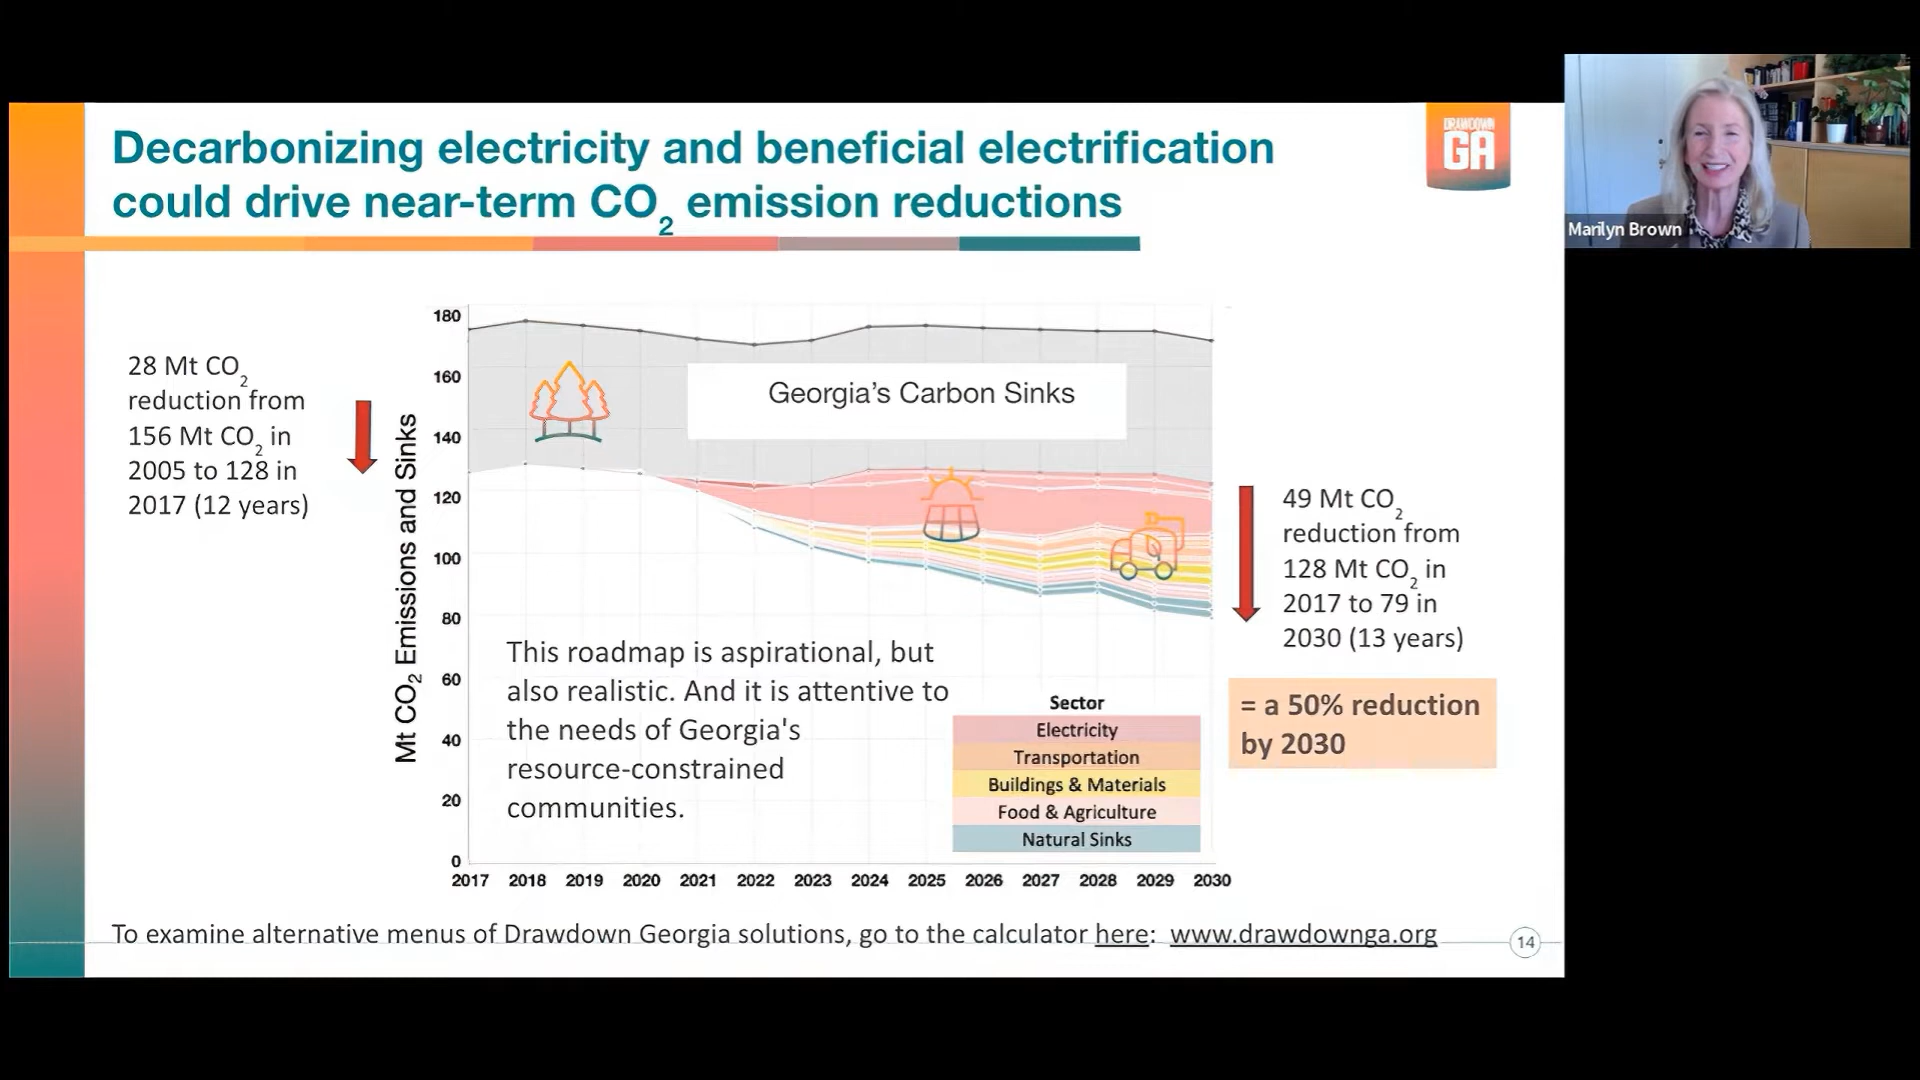 Decarbonizing electricity and beneficial electrification
could drive near-term CO2 emission reductions
DRAWDOWN
GA
Marilyn Brown
28 Mt CO2
reduction from
156 Mt CO2 in
2005 to 128 in
2017 (12 years)
Mt CO2 Emissions and Sinks
180
160
140
120
100
80
60
40
20
0
Georgia's Carbon Sinks
This roadmap is aspirational, but
also realistic. And it is attentive to
the needs of Georgia's
resource-constrained
communities.
Sector
Electricity
Transportation
Buildings & Materials
Food & Agriculture
Natural Sinks
2017 2018 2019 2020 2021 2022 2023 2024 2025 2026 2027 2028 2029 2030
49 Mt CO2
reduction from
128 Mt CO2 in
2017 to 79 in
2030 (13 years)
= a 50% reduction
by 2030
To examine alternative menus of Drawdown Georgia solutions, go to the calculator here: www.drawdownga.org
14